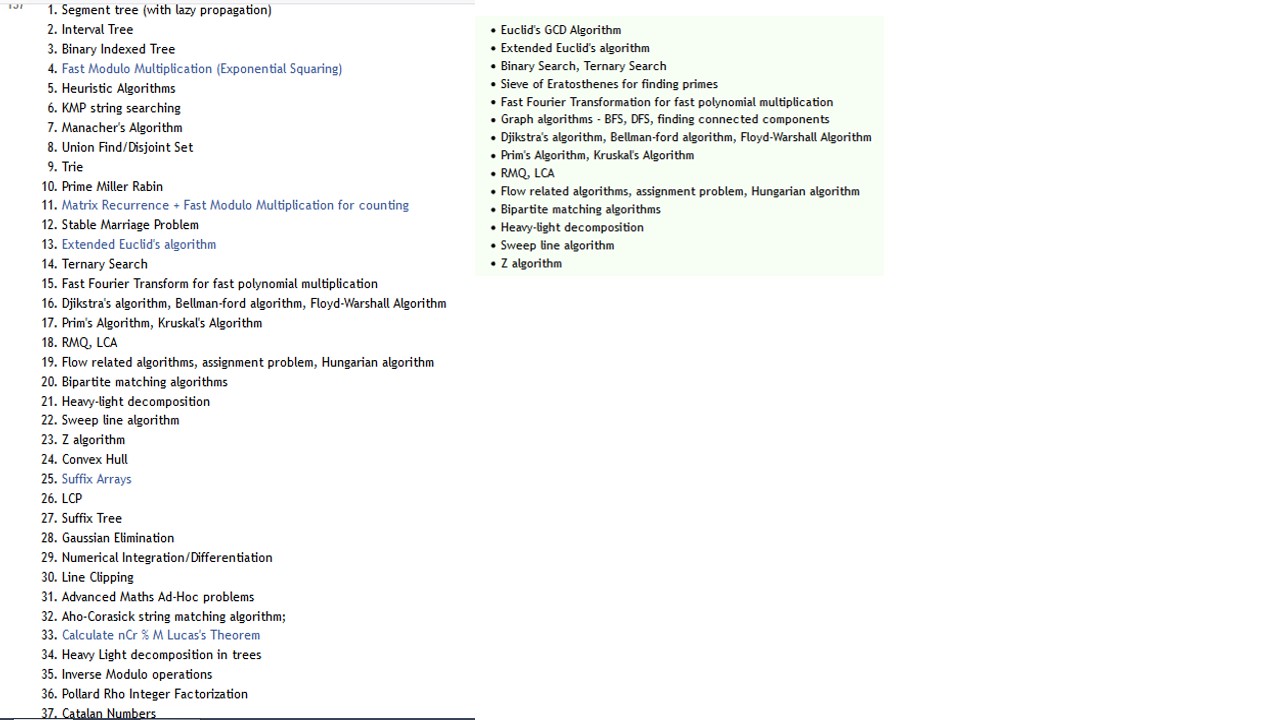 1. Segment tree (with lazy propagation)
2. Interval Tree
3. Binary Indexed Tree
4. Fast Modulo Multiplication (Exponential Squaring)
5. Heuristic Algorithms
6. KMP string searching
7. Manacher's Algorithm
8. Union Find/Disjoint Set
9. Trie
10. Prime Miller Rabin
11. Matrix Recurrence + Fast Modulo Multiplication for counting
12. Stable Marriage Problem
13. Extended Euclid's algorithm
14. Ternary Search
15. Fast Fourier Transform for fast polynomial multiplication
16. Djikstra's algorithm, Bellman-ford algorithm, Floyd-Warshall Algorithm
17. Prim's Algorithm, Kruskal's Algorithm
18. RMQ, LCA
19. Flow related algorithms, assignment problem, Hungarian algorithm
20. Bipartite matching algorithms
21. Heavy-light decomposition
22. Sweep line algorithm
23. Z algorithm
24. Convex Hull
25. Suffix Arrays
26. LCP
27. Suffix Tree
28. Gaussian Elimination
29. Numerical Integration/Differentiation
30. Line Clipping
31. Advanced Maths Ad-Hoc problems
32. Aho-Corasick string matching algorithm;
33. Calculate nCr % M Lucas's Theorem
34. Heavy Light decomposition in trees
35. Inverse Modulo operations
36. Pollard Rho Integer Factorization
37. Catalan Numbers
• Euclid's GCD Algorithm
• Extended Euclid's algorithm
• Binary Search, Ternary Search
• Sieve of Eratosthenes for finding primes
• Fast Fourier Transformation for fast polynomial multiplication
• Graph algorithms - BFS, DFS, finding connected components
• Djikstra's algorithm, Bellman-ford algorithm, Floyd-Warshall Algorithm
• Prim's Algorithm, Kruskal's Algorithm
• RMQ, LCA
• Flow related algorithms, assignment problem, Hungarian algorithm
• Bipartite matching algorithms
• Heavy-light decomposition
• Sweep line algorithm
• Z algorithm